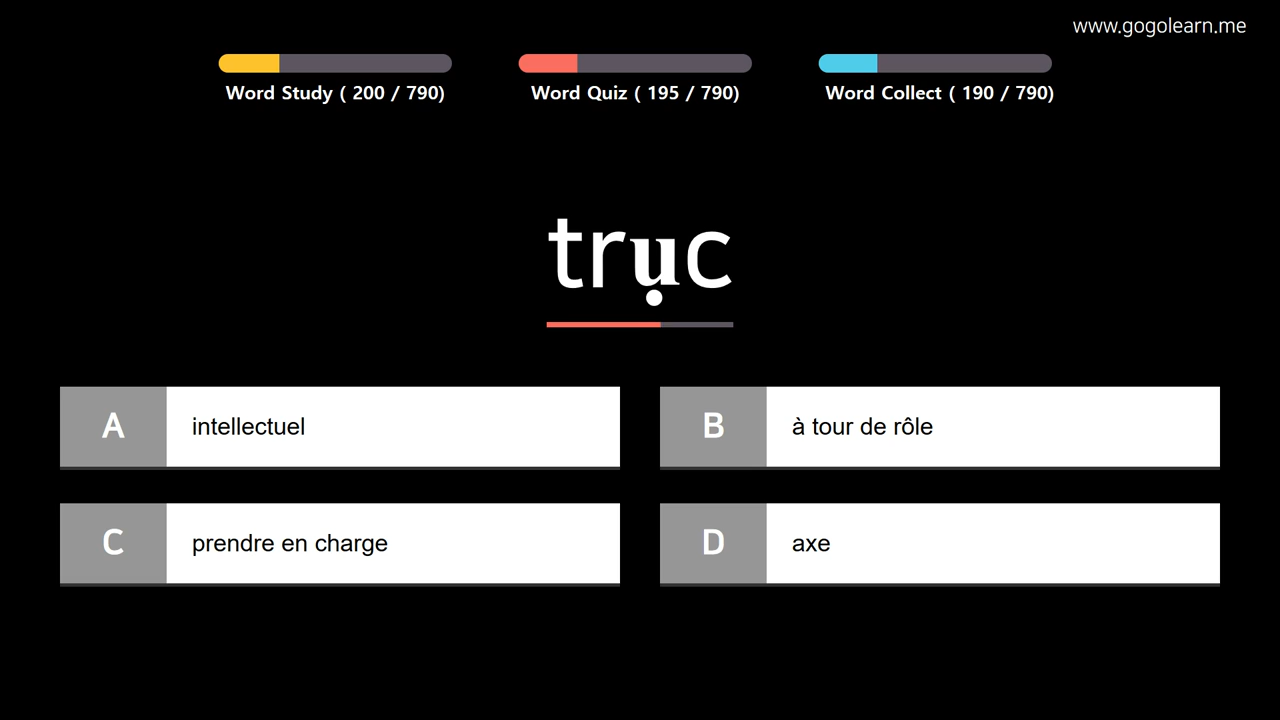 www.gogolearn.me
Word Study ( 200 / 790)
Word Quiz ( 195 / 790)
Word Collect ( 190 / 790)
trục
A intellectuel
B à tour de rôle
C prendre en charge
D axe